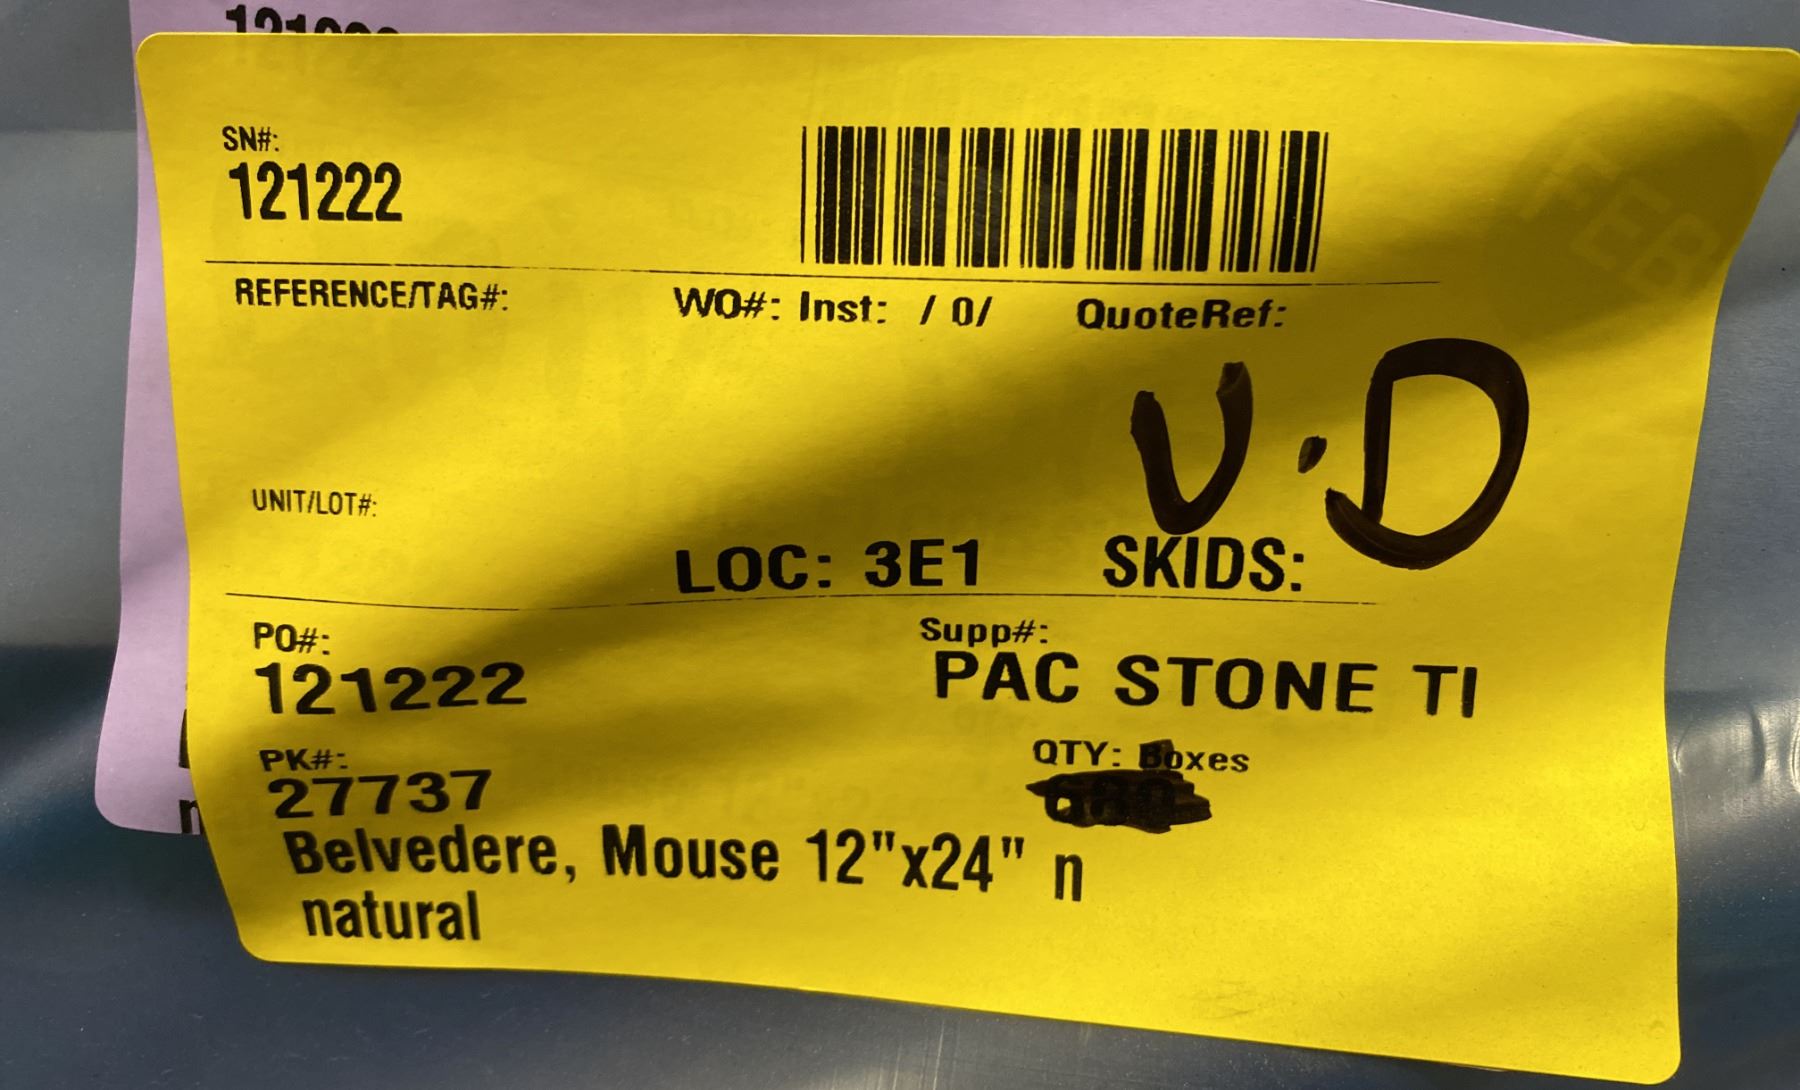 SN#:
121222
REFERENCE/TAG#: WO#: Inst: / 0/ QuoteRef:
V.D
UNIT/LOT#:
LOC: 3E1 SKIDS:
PO#: Supp#:
121222 PAC STONE TI
PK#: QTY: Boxes
27737
Belvedere, Mouse 12"x24" n
natural
FEB